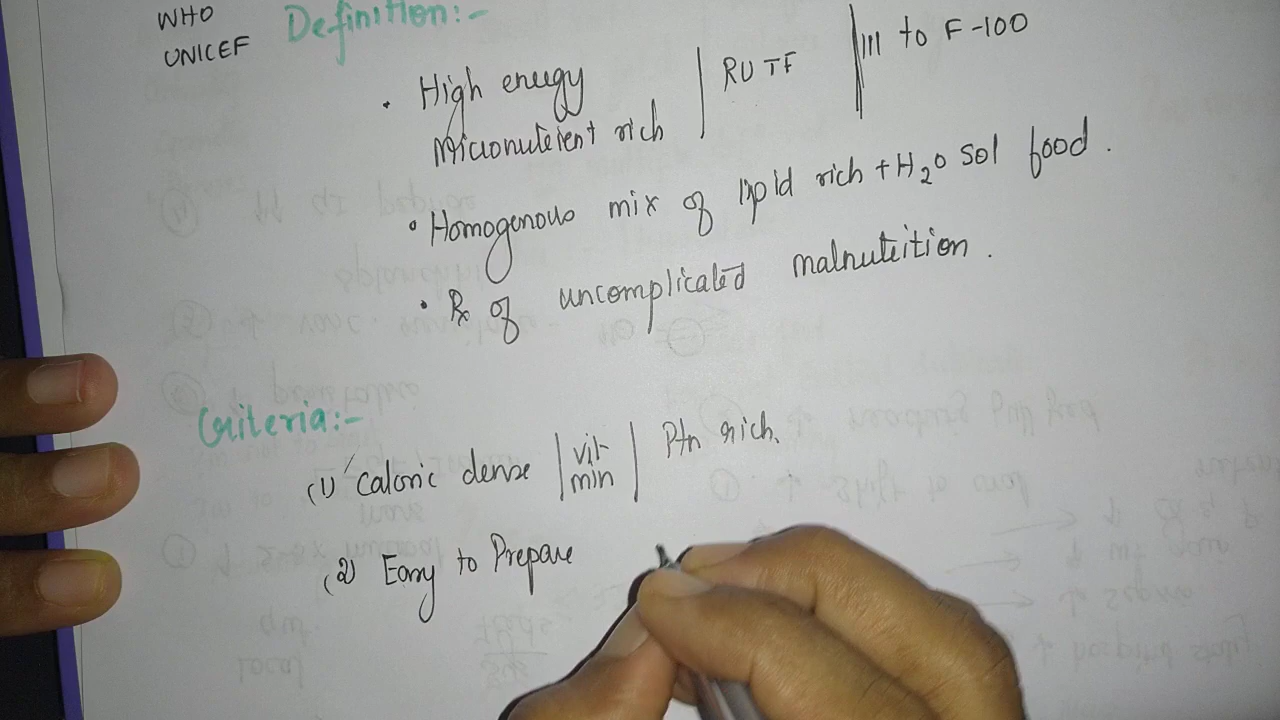 WHO
UNICEF
Definition:-
• High energy | RUTF || III to F-100
Micronutrient rich
• Homogenous mix of lipid rich + H2O sol food.
• Rx of uncomplicated malnutrition.
Criteria:-
(1) Caloric dense | vit | Ptn rich.
min
(2) Easy to Prepare